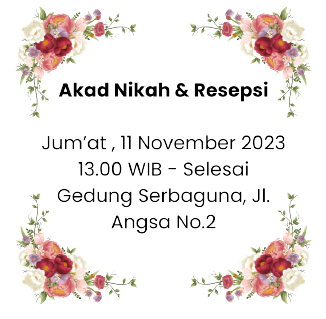 Akad Nikah & Resepsi
Jum'at , 11 November 2023
13.00 WIB - Selesai
Gedung Serbaguna, Jl.
Angsa No.2